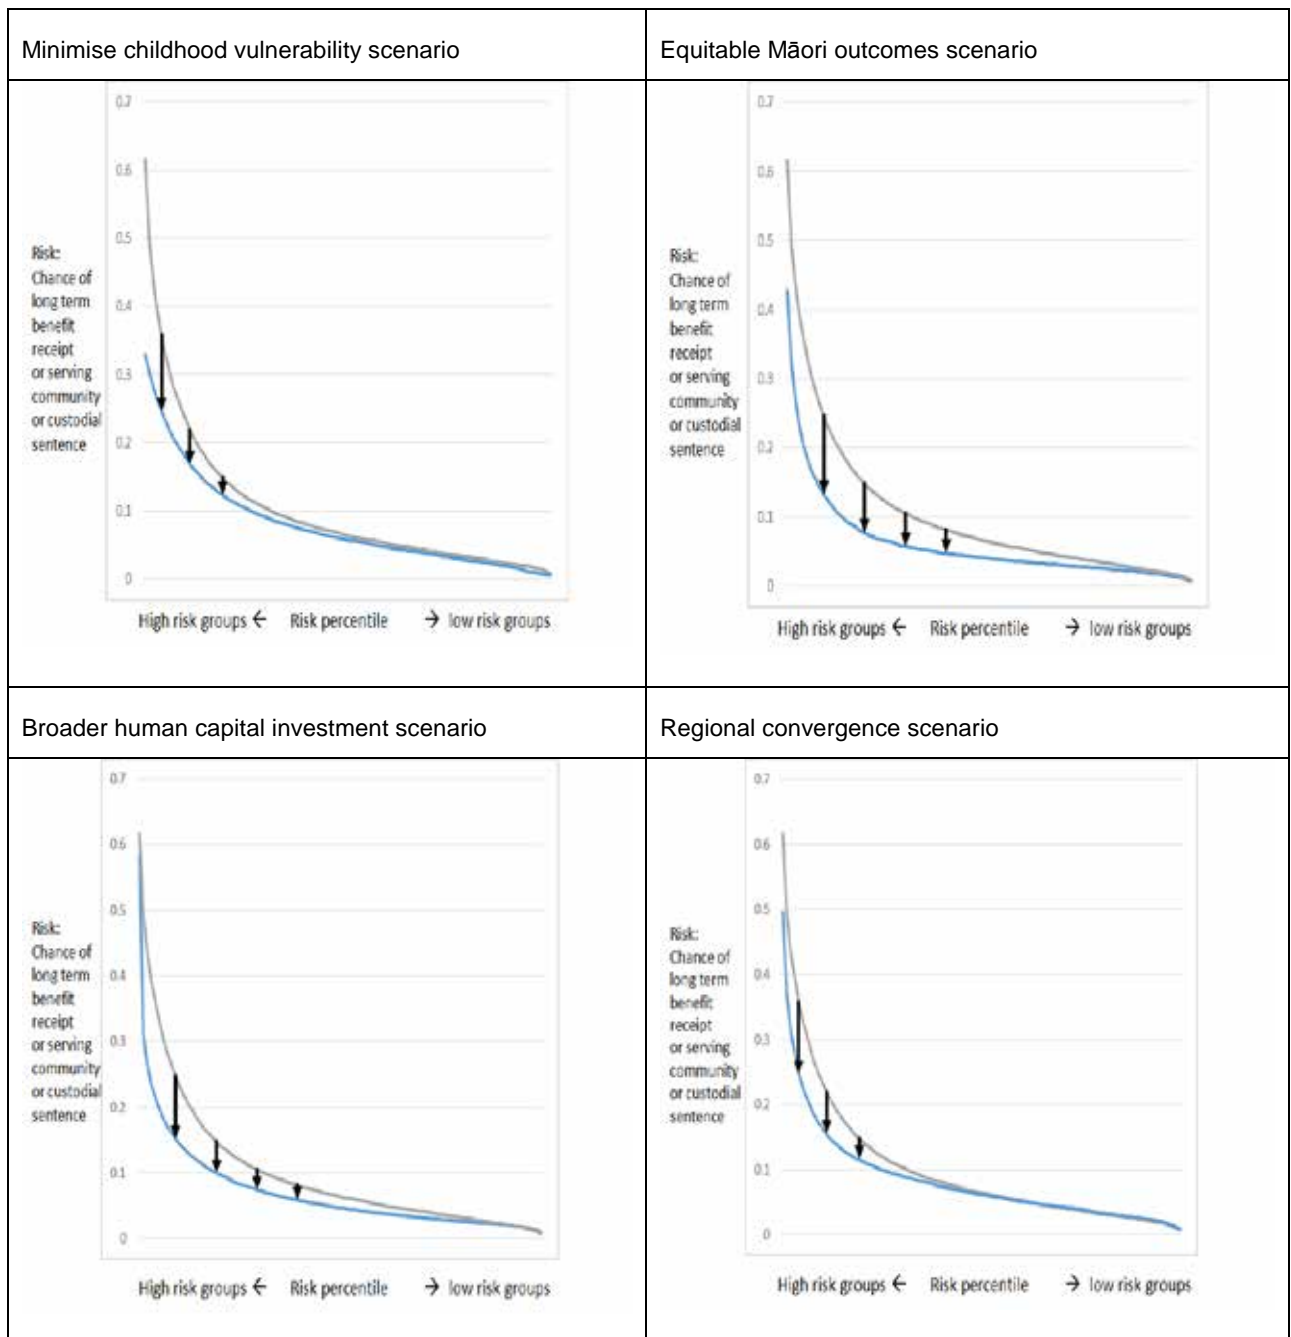 Minimise childhood vulnerability scenario
Equitable Māori outcomes scenario
0.7
0.6
0.5
0.4
0.3
0.2
0.1
0
Risk:
Chance of
long term
benefit
receipt
or serving
community
or custodial
sentence
High risk groups ← Risk percentile → low risk groups
0.7
0.6
0.5
0.4
0.3
0.2
0.1
0
Risk:
Chance of
long term
benefit
receipt
or serving
community
or custodial
sentence
High risk groups ← Risk percentile → low risk groups
Broader human capital investment scenario
Regional convergence scenario
0.7
0.6
0.5
0.4
0.3
0.2
0.1
0
Risk:
Chance of
long term
benefit
receipt
or serving
community
or custodial
sentence
High risk groups ← Risk percentile → low risk groups
0.7
0.6
0.5
0.4
0.3
0.2
0.1
0
Risk:
Chance of
long term
benefit
receipt
or serving
community
or custodial
sentence
High risk groups ← Risk percentile → low risk groups